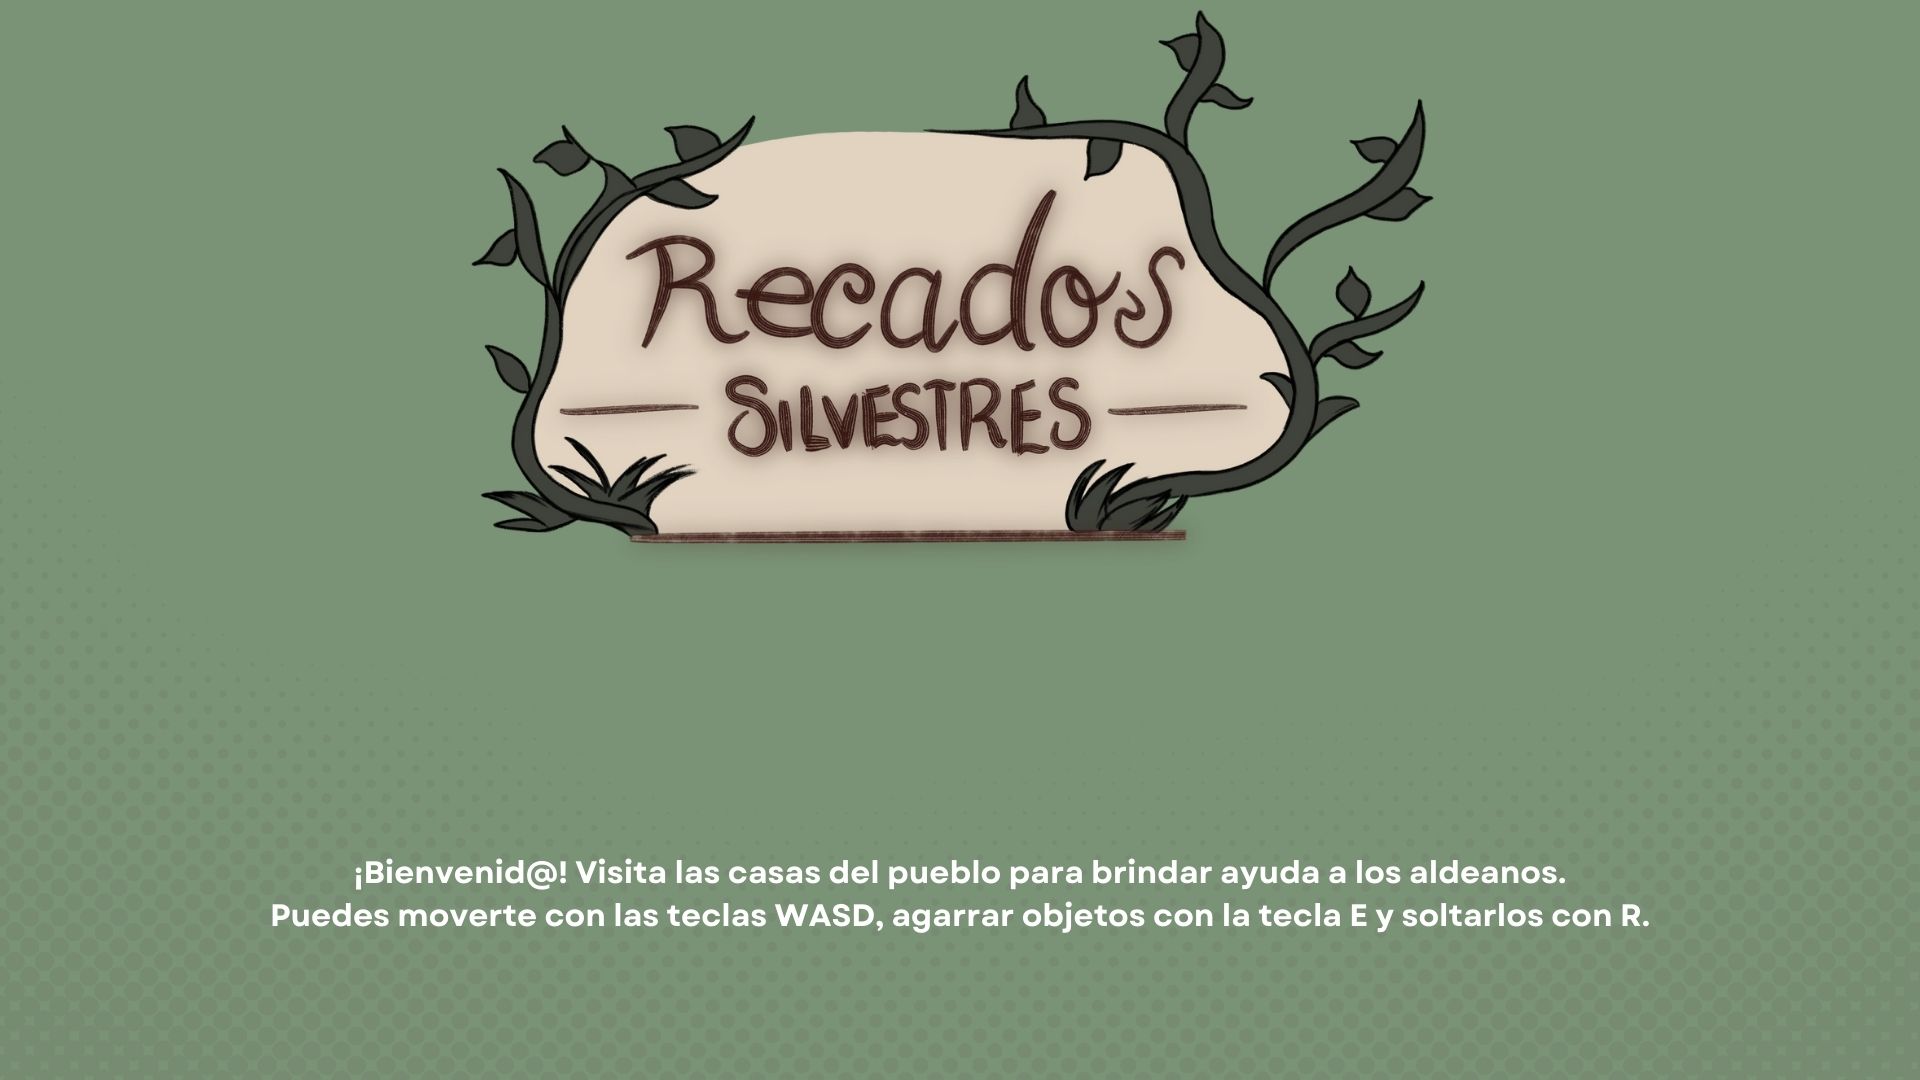 Recados
SILVESTRES
¡Bienvenid@! Visita las casas del pueblo para brindar ayuda a los aldeanos.
Puedes moverte con las teclas WASD, agarrar objetos con la tecla E y soltarlos con R.